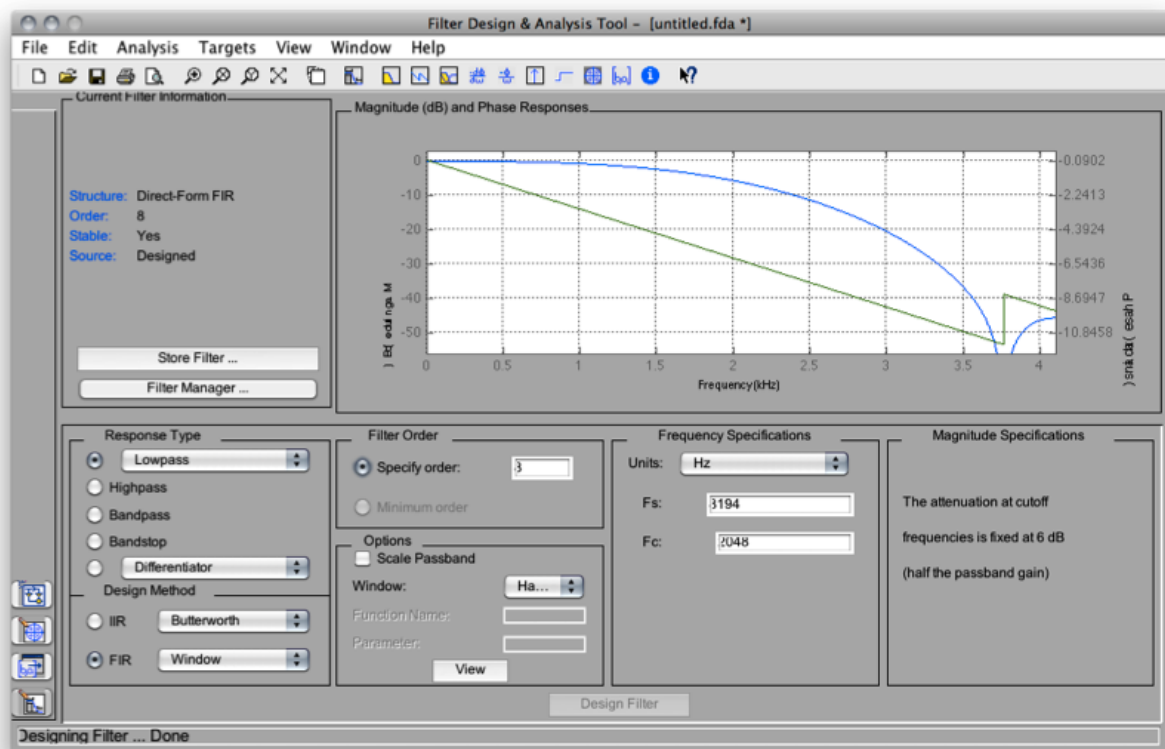 Filter Design & Analysis Tool - [untitled.fda *]
File Edit Analysis Targets View Window Help
Current Filter Information
Structure: Direct-Form FIR
Order: 8
Stable: Yes
Source: Designed
Store Filter ...
Filter Manager ...
Magnitude (dB) and Phase Responses
0
-10
-20
-30
-40
-50
-0.0902
-2.2413
-4.3924
-6.5436
-8.6947
-10.8458
0 0.5 1 1.5 2 2.5 3 3.5 4
Frequency(kHz)
Response Type
Lowpass
Highpass
Bandpass
Bandstop
Differentiator
Design Method
IIR Butterworth
FIR Window
Filter Order
Specify order:
Minimum order
Options
Scale Passband
Window: Ha...
Function Name:
Parameter:
View
Frequency Specifications
Units: Hz
Fs: 8194
Fc: 2048
Magnitude Specifications
The attenuation at cutoff
frequencies is fixed at 6 dB
(half the passband gain)
Design Filter
Designing Filter ... Done